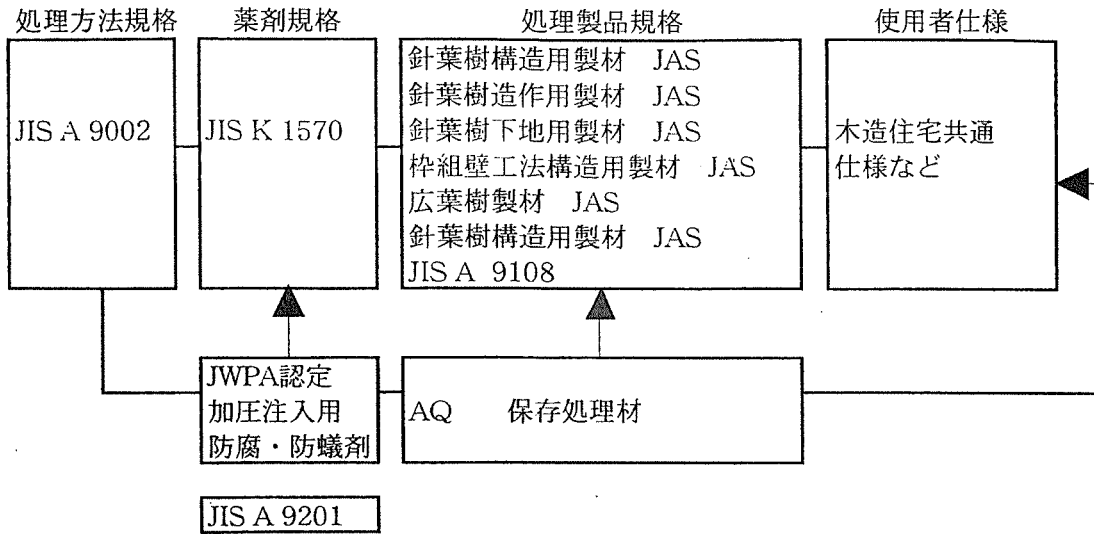 処理方法規格
薬剤規格
処理製品規格
使用者仕様
JIS A 9002
JIS K 1570
針葉樹構造用製材 JAS
針葉樹造作用製材 JAS
針葉樹下地用製材 JAS
枠組壁工法構造用製材 JAS
広葉樹製材 JAS
針葉樹構造用製材 JAS
JIS A 9108
木造住宅共通
仕様など
JWPA認定
加圧注入用
防腐・防蟻剤
AQ 保存処理材
JIS A 9201